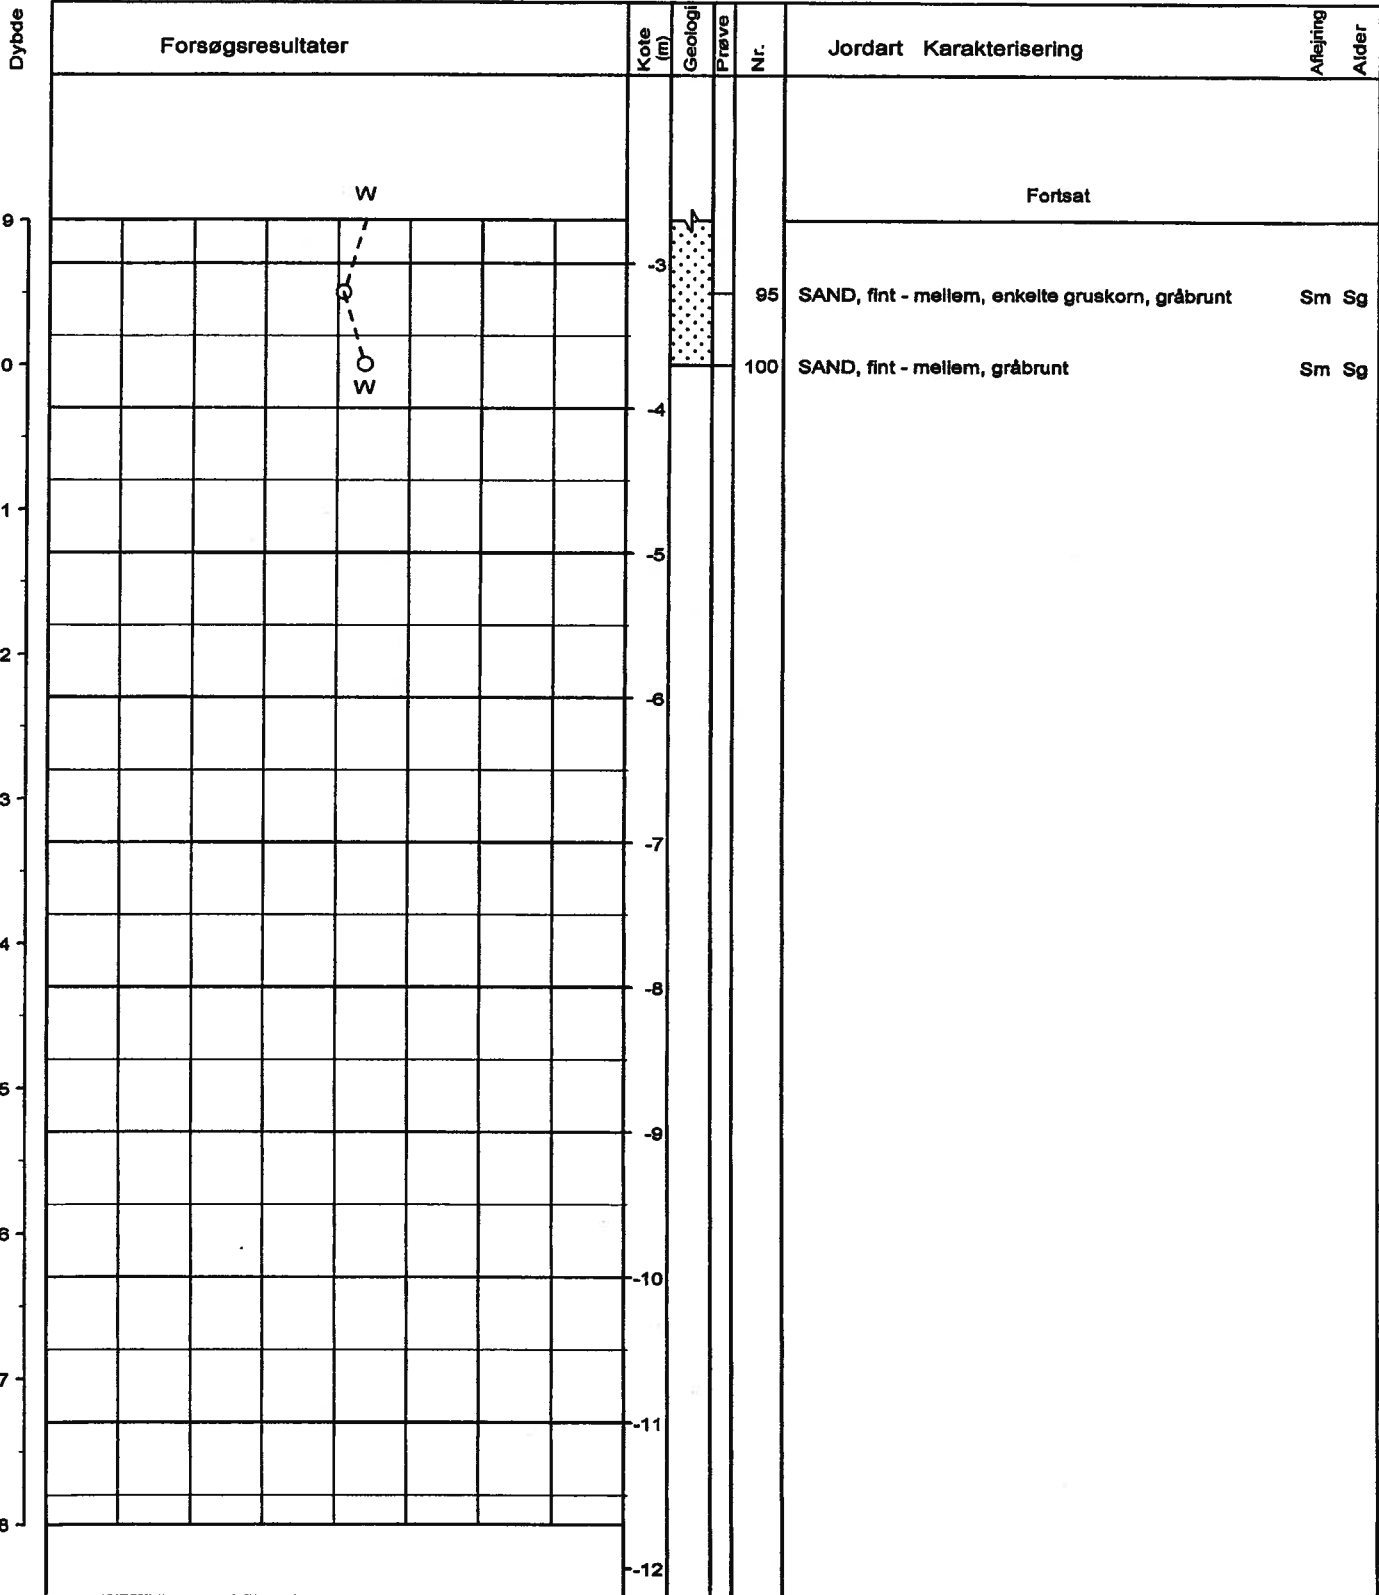 Dybde
Forsøgsresultater
Kote (m)
Geologi
Prøve
Nr.
Jordart Karakterisering
Aflejring
Alder
Fortsat
W
9
-3
95 SAND, fint - mellem, enkelte gruskorn, gråbrunt Sm Sg
0
100 SAND, fint - mellem, gråbrunt Sm Sg
W
-4
1
-5
2
-6
3
-7
4
-8
5
-9
6
-10
7
-11
8
-12